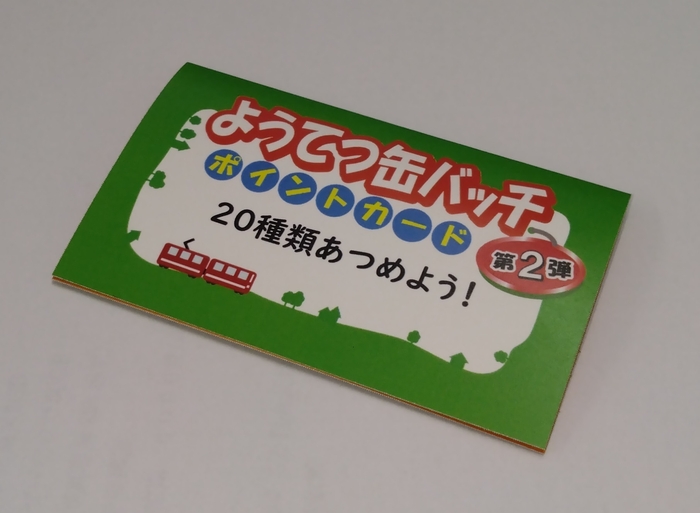 ようてつ缶バッチ
ポイントカード
20種類あつめよう!
第2弾